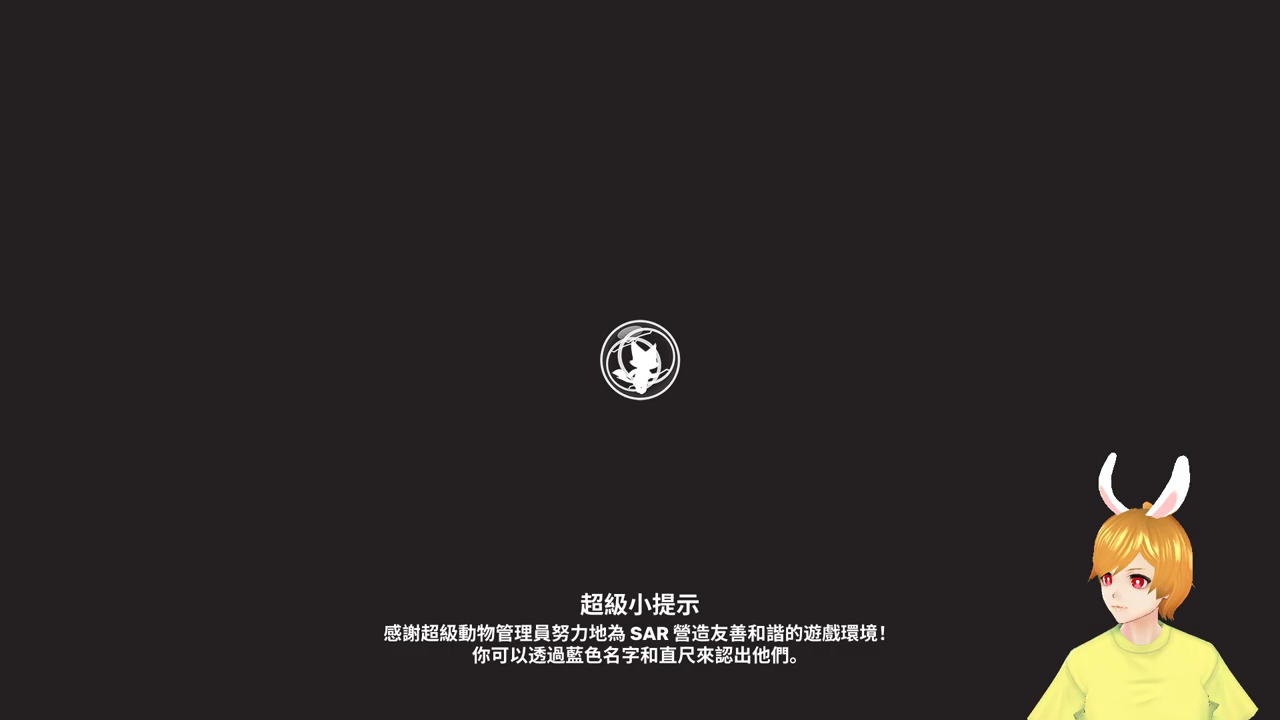 超級小提示
感謝超級動物管理員努力地為 SAR 營造友善和諧的遊戲環境！
你可以透過藍色名字和直尺來認出他們。